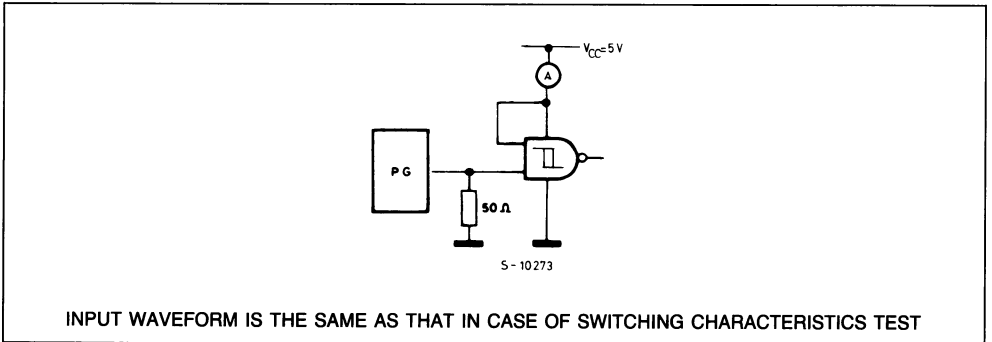 VCC=5V
A
PG
50Ω
S-10273
INPUT WAVEFORM IS THE SAME AS THAT IN CASE OF SWITCHING CHARACTERISTICS TEST